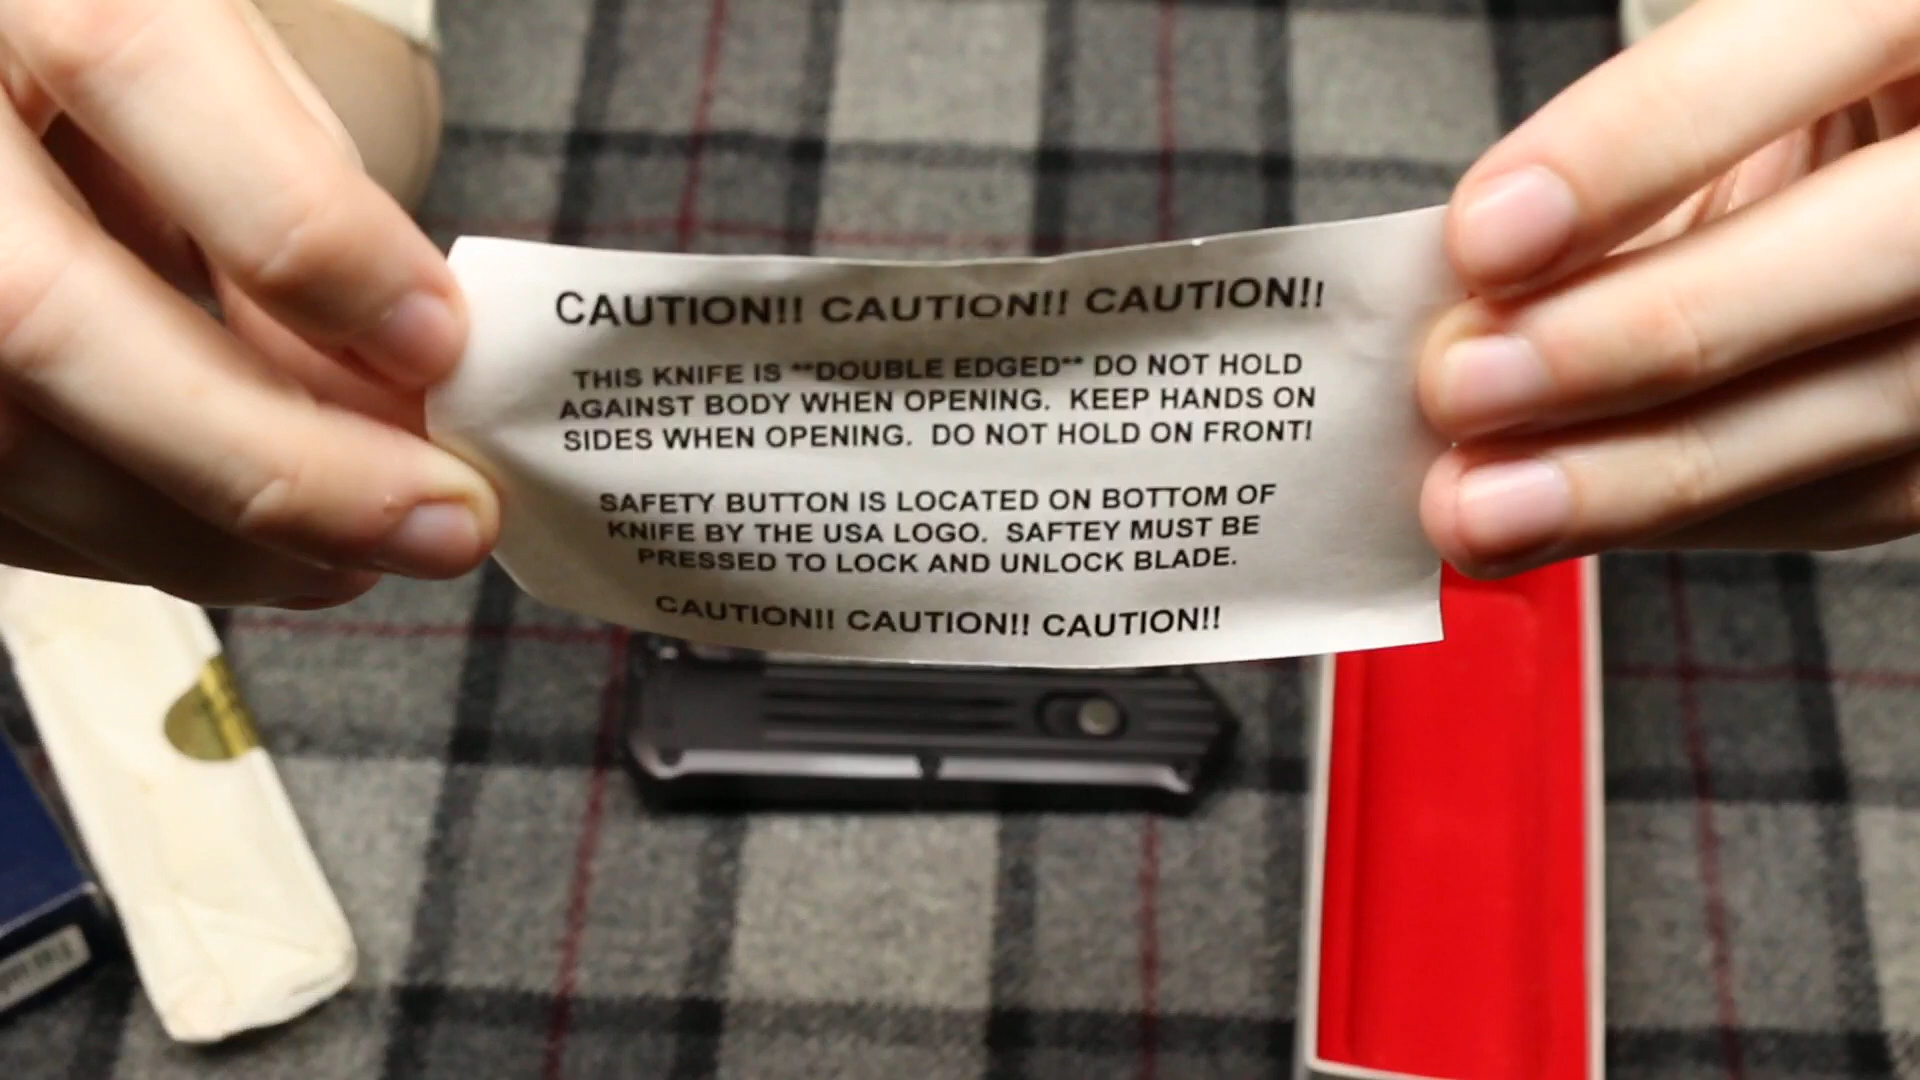 CAUTION!! CAUTION!! CAUTION!!
THIS KNIFE IS **DOUBLE EDGED** DO NOT HOLD
AGAINST BODY WHEN OPENING. KEEP HANDS ON
SIDES WHEN OPENING. DO NOT HOLD ON FRONT!
SAFETY BUTTON IS LOCATED ON BOTTOM OF
KNIFE BY THE USA LOGO. SAFTEY MUST BE
PRESSED TO LOCK AND UNLOCK BLADE.
CAUTION!! CAUTION!! CAUTION!!